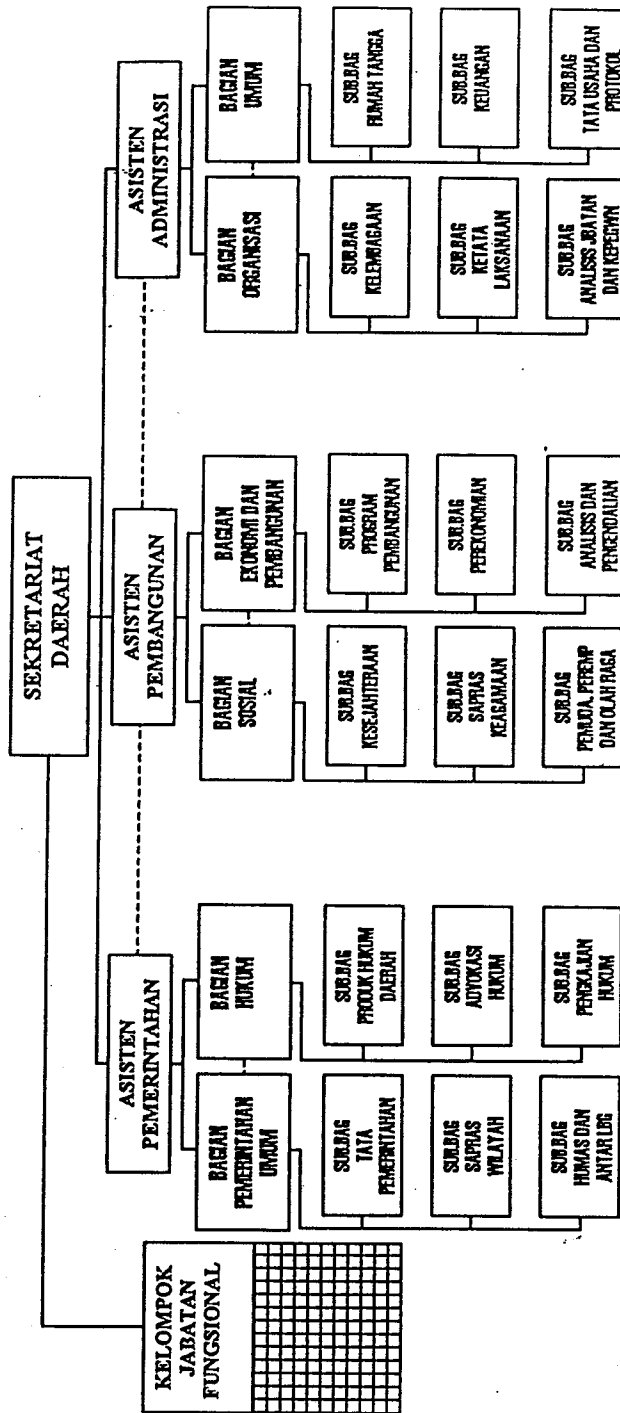 SEKRETARIAT
DAERAH
KELOMPOK
JABATAN
FUNGSIONAL
ASISTEN
PEMERINTAHAN
ASISTEN
PEMBANGUNAN
ASISTEN
ADMINISTRASI
BAGIAN
PEMERINTAHAN
UMUM
BAGIAN
HUKUM
BAGIAN
SOSIAL
BAGIAN
EKONOMI DAN
PEMBANGUNAN
BAGIAN
ORGANISASI
BAGIAN
UMUM
SUB.BAG
TATA
PEMERINTAHAN
SUB.BAG
PRODUK HUKUM
DAERAH
SUB.BAG
KESEJAHTERAAN
SUB.BAG
PROGRAM
PEMBANGUNAN
SUB.BAG
KELEMBAGAAN
SUB.BAG
RUMAH TANGGA
SUB.BAG
SAPRAS
WILAYAH
SUB.BAG
ADVOKASI
HUKUM
SUB.BAG
SAPRAS
KEAGAMAAN
SUB.BAG
PEREKONOMIAN
SUB.BAG
KETATA
LAKSANAAN
SUB.BAG
KEUANGAN
SUB.BAG
HUMAS DAN
ANTAR LBG
SUB.BAG
PENGKAJIAN
HUKUM
SUB.BAG
PEMUDA, PEREMP
DAN OLAH RAGA
SUB.BAG
ANALISIS DAN
PENGENDALIAN
SUB.BAG
ANALISIS JBATAN
DAN KEPEGWN
SUB.BAG
TATA USAHA DAN
PROTOKOL